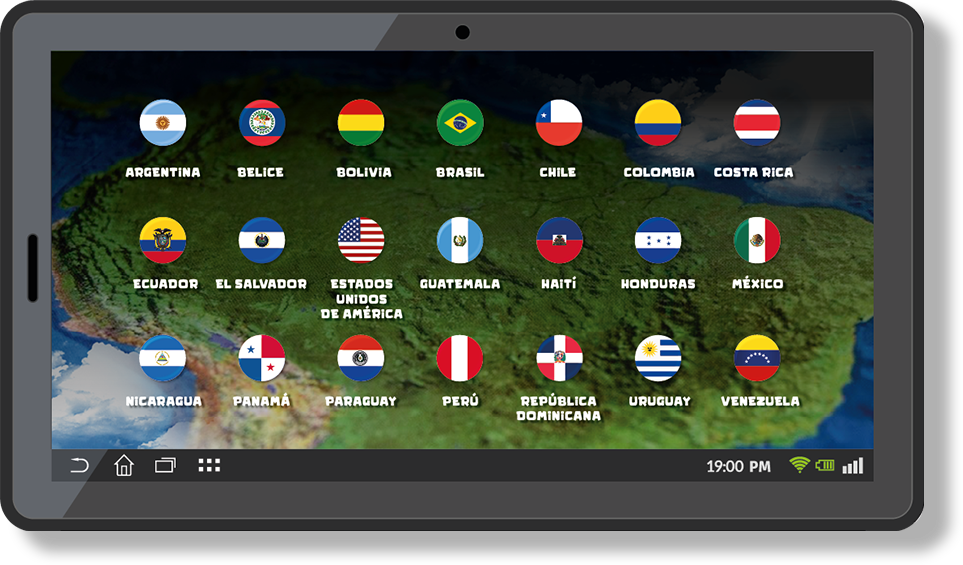 ARGENTINA BELICE BOLIVIA BRASIL CHILE COLOMBIA COSTA RICA
ECUADOR EL SALVADOR ESTADOS UNIDOS DE AMÉRICA GUATEMALA HAITÍ HONDURAS MÉXICO
NICARAGUA PANAMÁ PARAGUAY PERÚ REPÚBLICA DOMINICANA URUGUAY VENEZUELA
19:00 PM